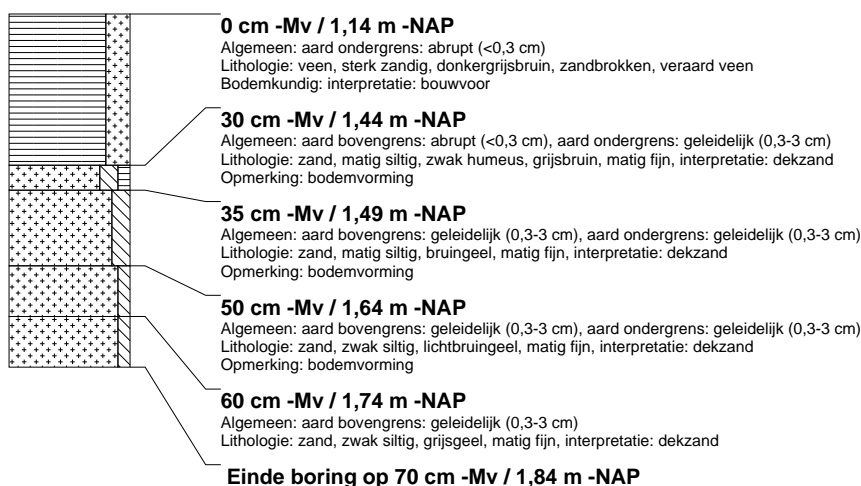 0 cm -Mv / 1,14 m -NAP
Algemeen: aard ondergrens: abrupt (<0,3 cm)
Lithologie: veen, sterk zandig, donkergrijsbruin, zandbrokken, veraard veen
Bodemkundig: interpretatie: bouwvoor
30 cm -Mv / 1,44 m -NAP
Algemeen: aard bovengrens: abrupt (<0,3 cm), aard ondergrens: geleidelijk (0,3-3 cm)
Lithologie: zand, matig siltig, zwak humeus, grijsbruin, matig fijn, interpretatie: dekzand
Opmerking: bodemvorming
35 cm -Mv / 1,49 m -NAP
Algemeen: aard bovengrens: geleidelijk (0,3-3 cm), aard ondergrens: geleidelijk (0,3-3 cm)
Lithologie: zand, matig siltig, bruingeel, matig fijn, interpretatie: dekzand
Opmerking: bodemvorming
50 cm -Mv / 1,64 m -NAP
Algemeen: aard bovengrens: geleidelijk (0,3-3 cm), aard ondergrens: geleidelijk (0,3-3 cm)
Lithologie: zand, zwak siltig, lichtbruingeel, matig fijn, interpretatie: dekzand
Opmerking: bodemvorming
60 cm -Mv / 1,74 m -NAP
Algemeen: aard bovengrens: geleidelijk (0,3-3 cm)
Lithologie: zand, zwak siltig, grijsgeel, matig fijn, interpretatie: dekzand
Einde boring op 70 cm -Mv / 1,84 m -NAP